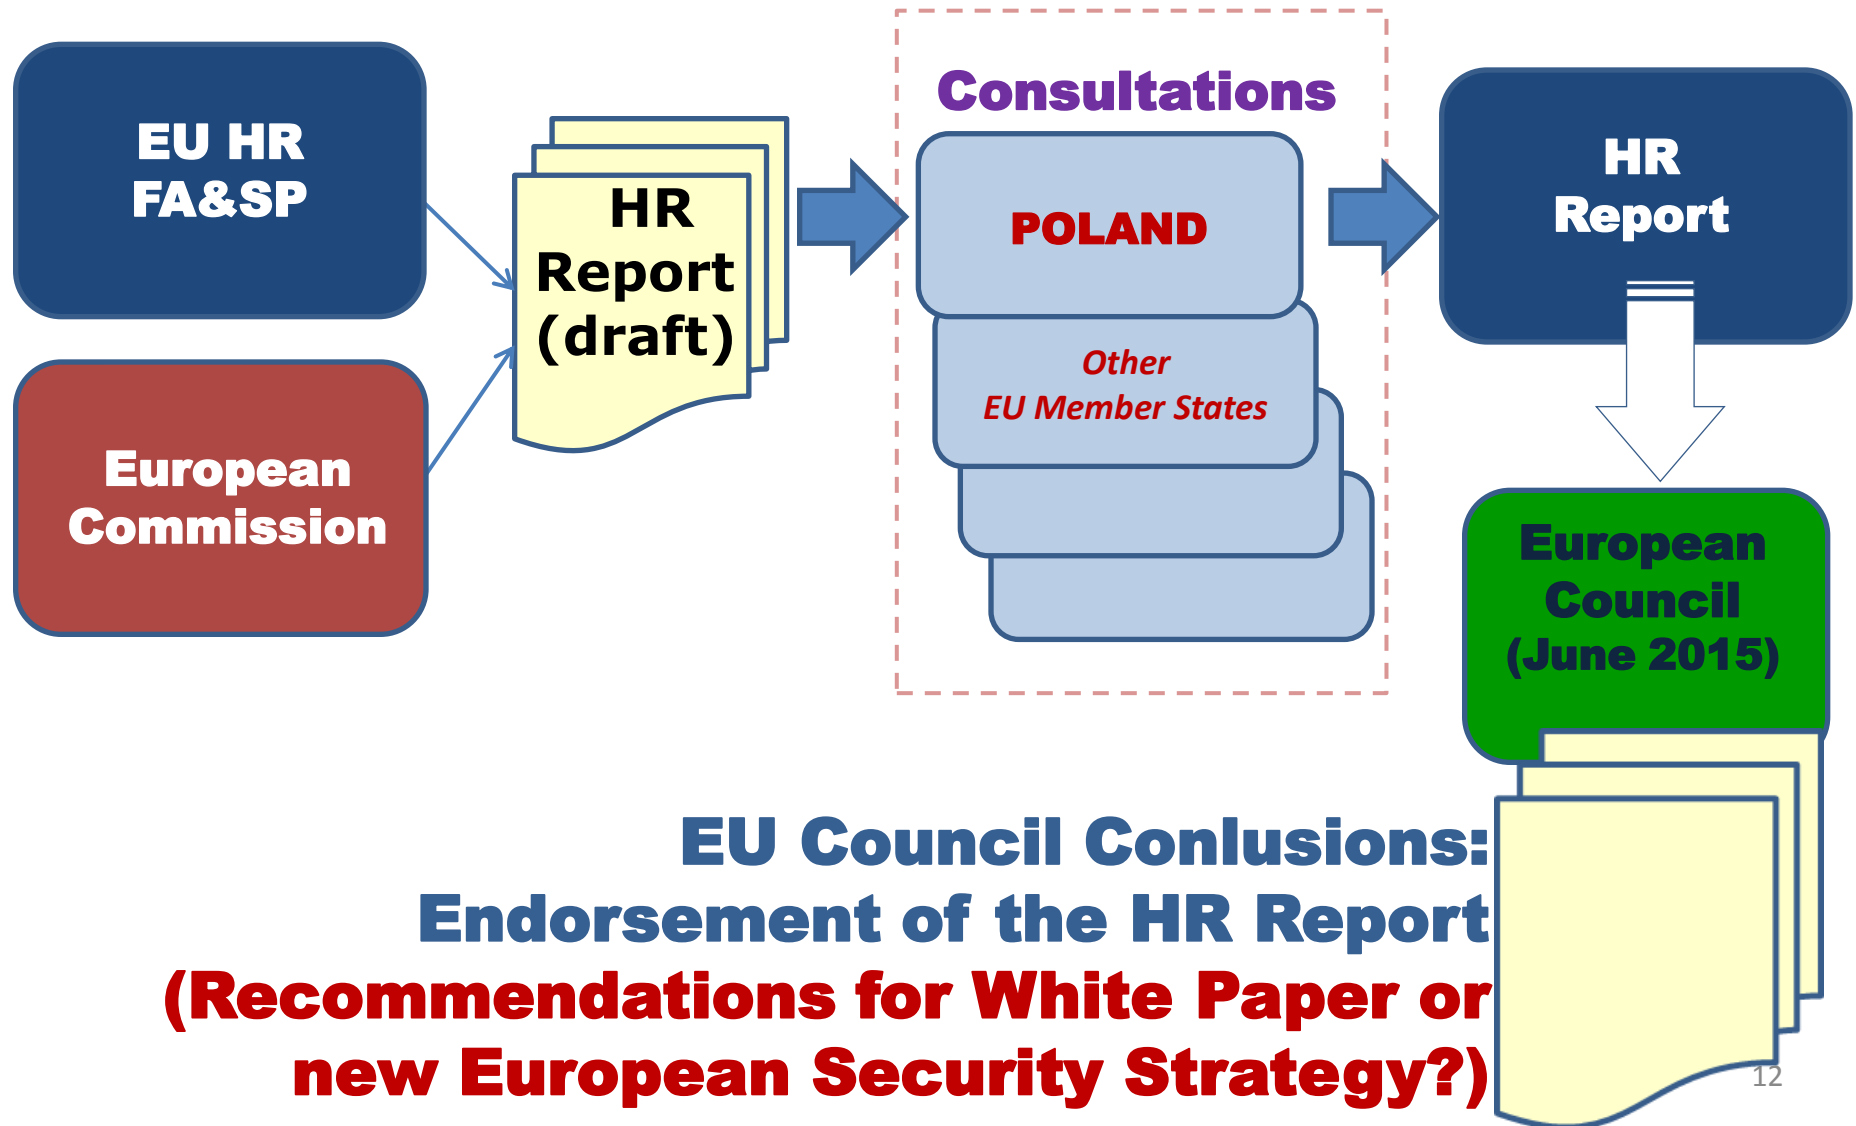 EU HR
FA&SP
European
Commission
HR
Report
(draft)
Consultations
POLAND
Other
EU Member States
HR
Report
European
Council
(June 2015)
EU Council Conlusions:
Endorsement of the HR Report
(Recommendations for White Paper or
new European Security Strategy?)
12